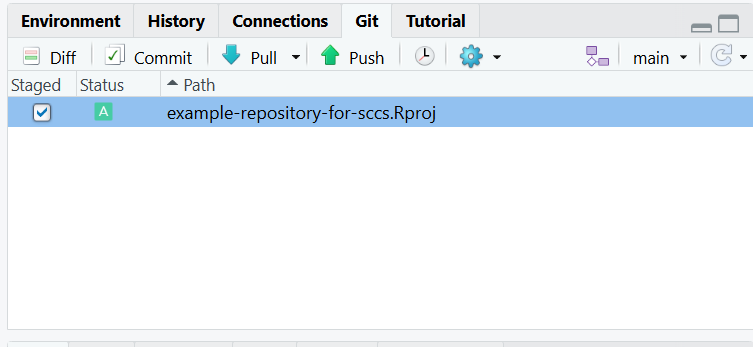 Environment History Connections Git Tutorial
Diff Commit Pull Push main
Staged Status Path
A example-repository-for-sccs.Rproj